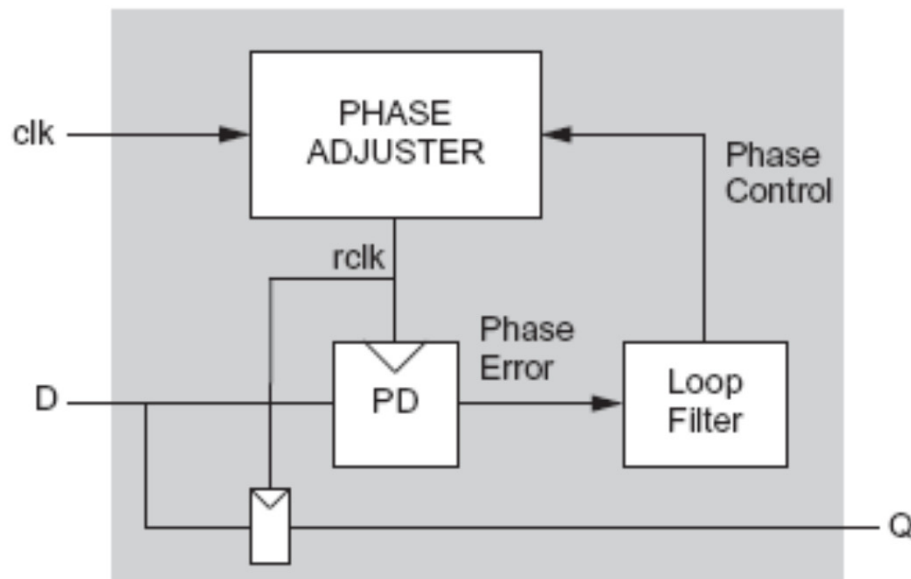 PHASE
ADJUSTER
clk
Phase
Control
rclk
Phase
Error
D
PD
Loop
Filter
Q